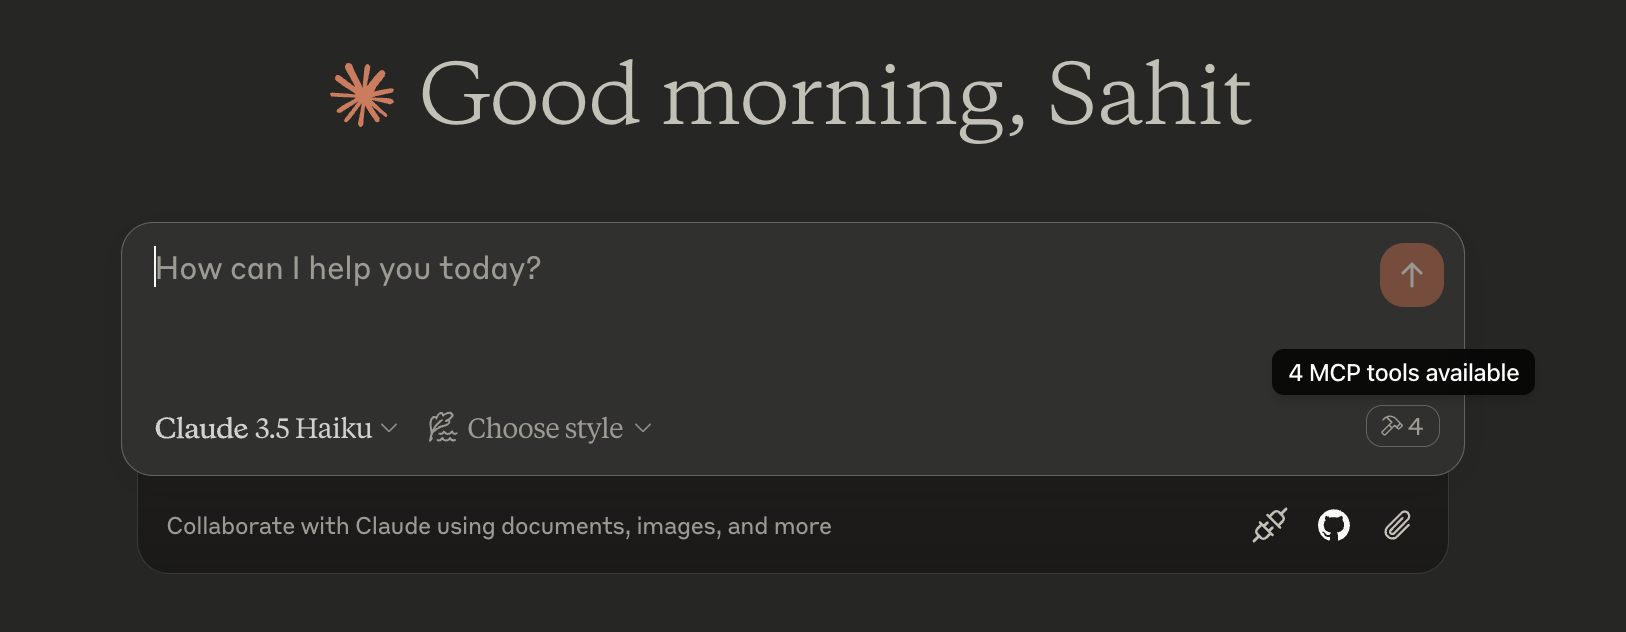 Good morning, Sahit
How can I help you today?
4 MCP tools available
Claude 3.5 Haiku Choose style 4
Collaborate with Claude using documents, images, and more